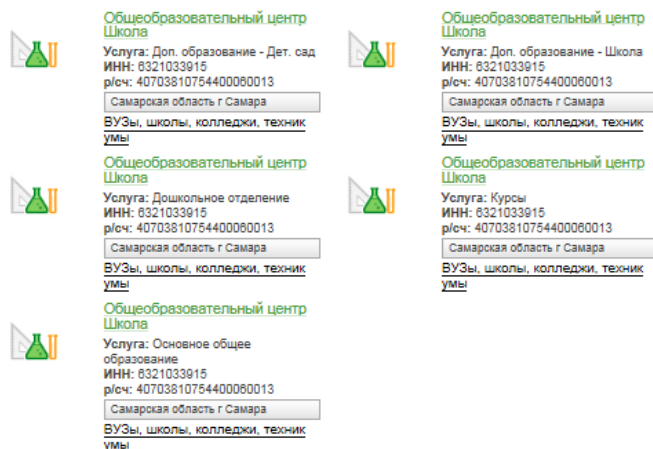 Общеобразовательный центр
Школа
Услуга: Доп. образование - Дет. сад
ИНН: 6321033915
р/сч: 40703810754400060013
Самарская область г Самара
ВУЗы, школы, колледжи, техник
умы
Общеобразовательный центр
Школа
Услуга: Доп. образование - Школа
ИНН: 6321033915
р/сч: 40703810754400060013
Самарская область г Самара
ВУЗы, школы, колледжи, техник
умы
Общеобразовательный центр
Школа
Услуга: Дошкольное отделение
ИНН: 6321033915
р/сч: 40703810754400060013
Самарская область г Самара
ВУЗы, школы, колледжи, техник
умы
Общеобразовательный центр
Школа
Услуга: Курсы
ИНН: 6321033915
р/сч: 40703810754400060013
Самарская область г Самара
ВУЗы, школы, колледжи, техник
умы
Общеобразовательный центр
Школа
Услуга: Основное общее
образование
ИНН: 6321033915
р/сч: 40703810754400060013
Самарская область г Самара
ВУЗы, школы, колледжи, техник
умы